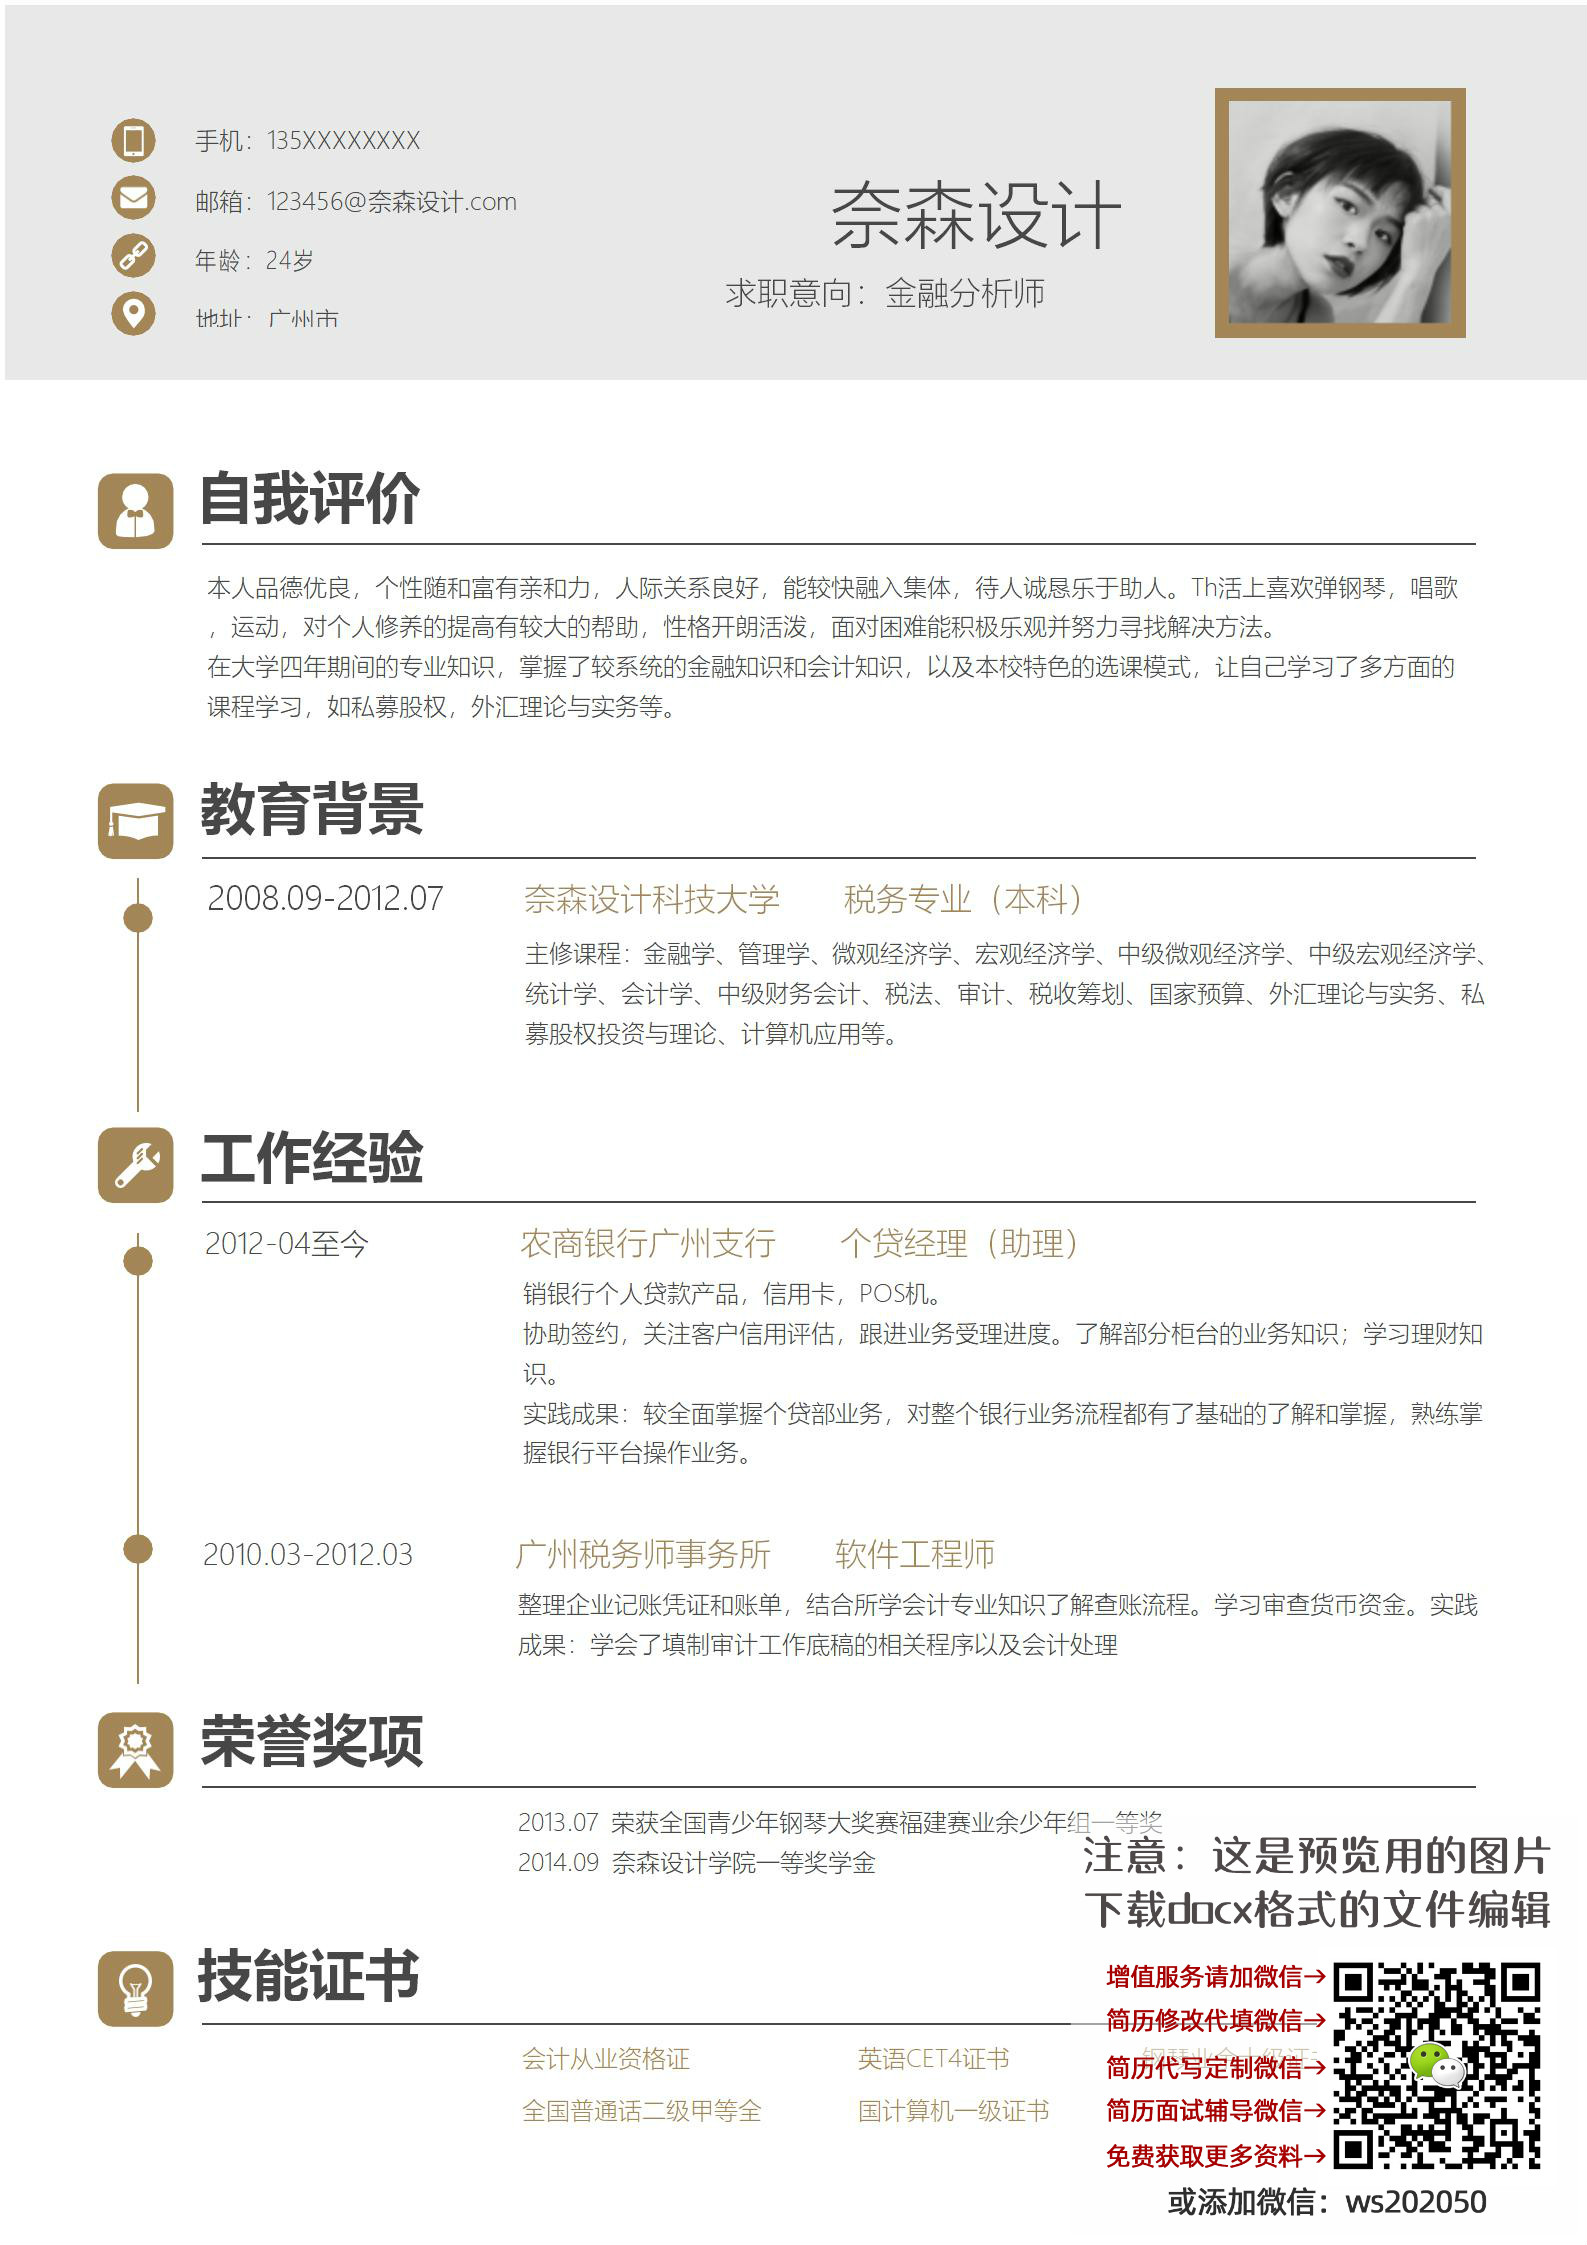 手机：135XXXXXXXX
邮箱：123456@奈森设计.com
年龄：24岁
地址：广州市
奈森设计
求职意向：金融分析师
自我评价
本人品德优良，个性随和富有亲和力，人际关系良好，能较快融入集体，待人诚恳乐于助人。Th活上喜欢弹钢琴，唱歌
，运动，对个人修养的提高有较大的帮助，性格开朗活泼，面对困难能积极乐观并努力寻找解决方法。
在大学四年期间的专业知识，掌握了较系统的金融知识和会计知识，以及本校特色的选课模式，让自己学习了多方面的
课程学习，如私募股权，外汇理论与实务等。
教育背景
2008.09-2012.07 奈森设计科技大学 税务专业（本科）
主修课程：金融学、管理学、微观经济学、宏观经济学、中级微观经济学、中级宏观经济学、
统计学、会计学、中级财务会计、税法、审计、税收筹划、国家预算、外汇理论与实务、私
募股权投资与理论、计算机应用等。
工作经验
2012-04至今 农商银行广州支行 个贷经理（助理）
销银行个人贷款产品，信用卡，POS机。
协助签约，关注客户信用评估，跟进业务受理进度。了解部分柜台的业务知识；学习理财知
识。
实践成果：较全面掌握个贷部业务，对整个银行业务流程都有了基础的了解和掌握，熟练掌
握银行平台操作业务。
2010.03-2012.03 广州税务师事务所 软件工程师
整理企业记账凭证和账单，结合所学会计专业知识了解查账流程。学习审查货币资金。实践
成果：学会了填制审计工作底稿的相关程序以及会计处理
荣誉奖项
2013.07 荣获全国青少年钢琴大奖赛福建赛业余少年组一等奖
2014.09 奈森设计学院一等奖学金
技能证书
会计从业资格证 英语CET4证书
全国普通话二级甲等全 国计算机一级证书
注意：这是预览用的图片
下载docx格式的文件编辑
增值服务请加微信→
简历修改代填微信→
简历代写定制微信→
简历面试辅导微信→
免费获取更多资料→
或添加微信：ws202050